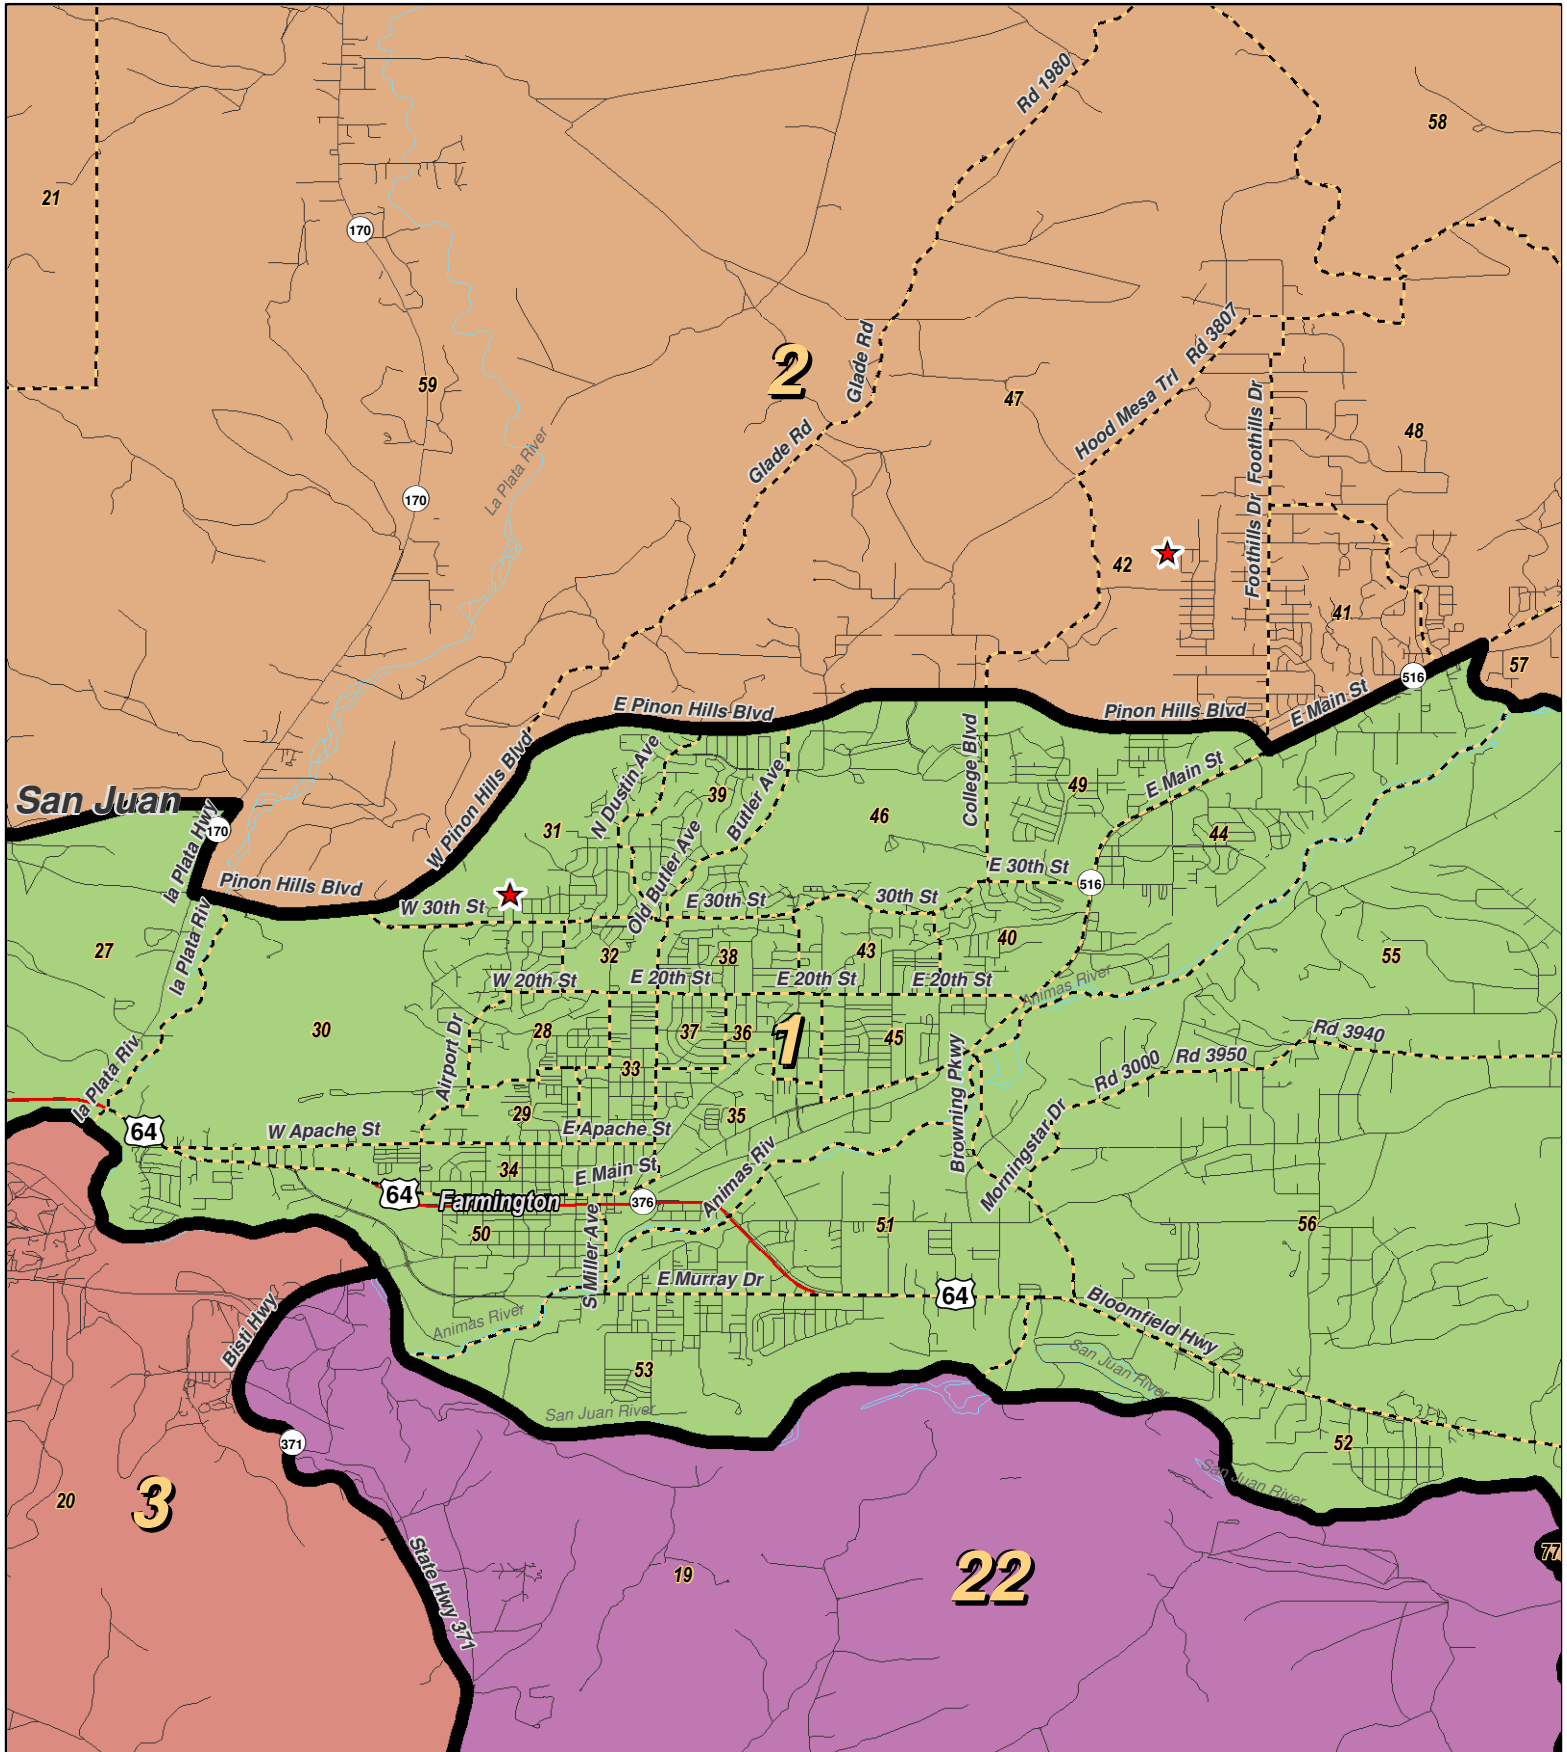 Rd 1980
58
21
170
Glade Rd
Rd 3807
2
59
47
Hood Mesa Trl
Foothills Dr
48
Glade Rd
La Plata River
170
Foothills Dr
42
41
57
516
E Pinon Hills Blvd
Pinon Hills Blvd
E Main St
College Blvd
W Pinon Hills Blvd
N Dustin Ave
Butler Ave
E Main St
San Juan
39
49
170
la Plata Hwy
31
46
44
Old Butler Ave
E 30th St
Pinon Hills Blvd
516
W 30th St
E 30th St
30th St
la Plata Riv
27
32
38
43
40
55
W 20th St
E 20th St
E 20th St
E 20th St
Animas River
30
28
37
36
1
45
Rd 3940
Airport Dr
33
Browning Pkwy
Rd 3000
Rd 3950
la Plata Riv
29
35
Morningstar Dr
64
W Apache St
E Apache St
34
E Main St
Animas Riv
64
Farmington
376
50
S Miller Ave
51
56
E Murray Dr
64
Bisti Hwy
Animas River
Bloomfield Hwy
53
San Juan River
San Juan River
371
52
San Juan River
3
20
State Hwy 371
19
22
77